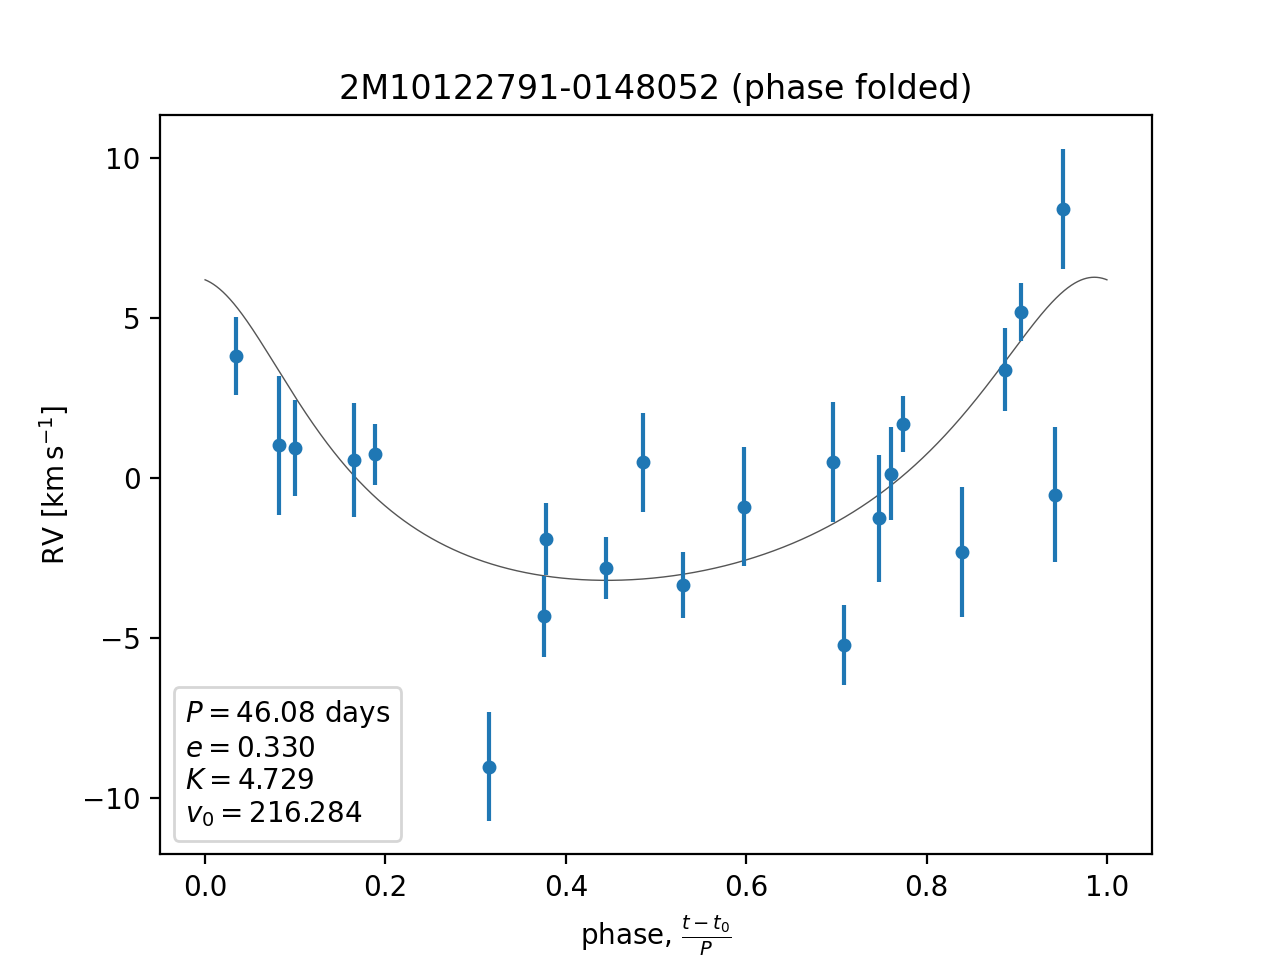 2M10122791-0148052 (phase folded)
RV [km s⁻¹]
10
5
0
−5
−10
P = 46.08 days
e = 0.330
K = 4.729
v₀ = 216.284
0.0 0.2 0.4 0.6 0.8 1.0
phase, (t − t₀)/P